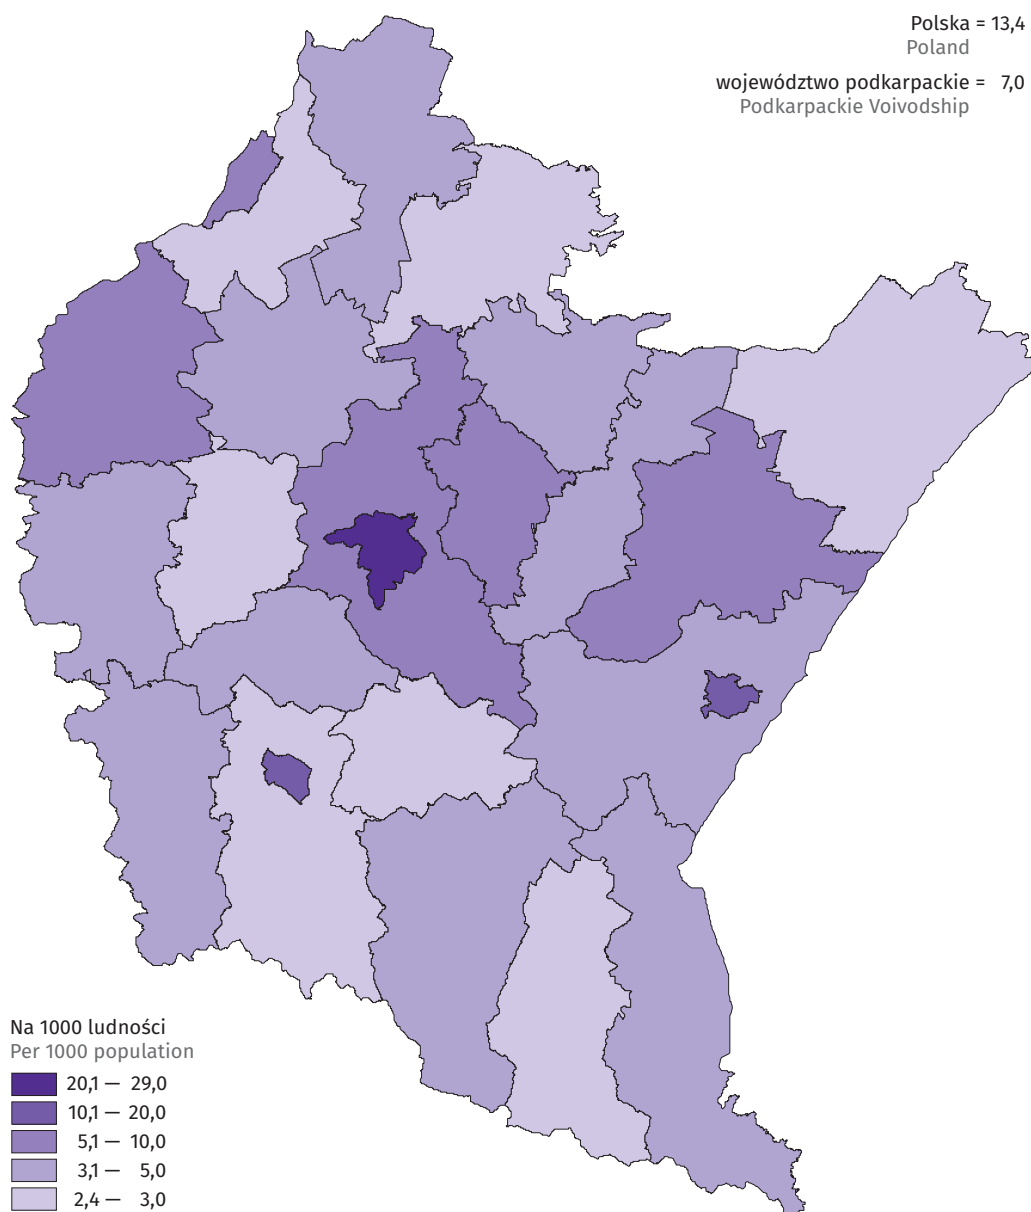 Polska = 13,4
Poland
województwo podkarpackie = 7,0
Podkarpackie Voivodship
Na 1000 ludności
Per 1000 population
20,1 — 29,0
10,1 — 20,0
5,1 — 10,0
3,1 — 5,0
2,4 — 3,0